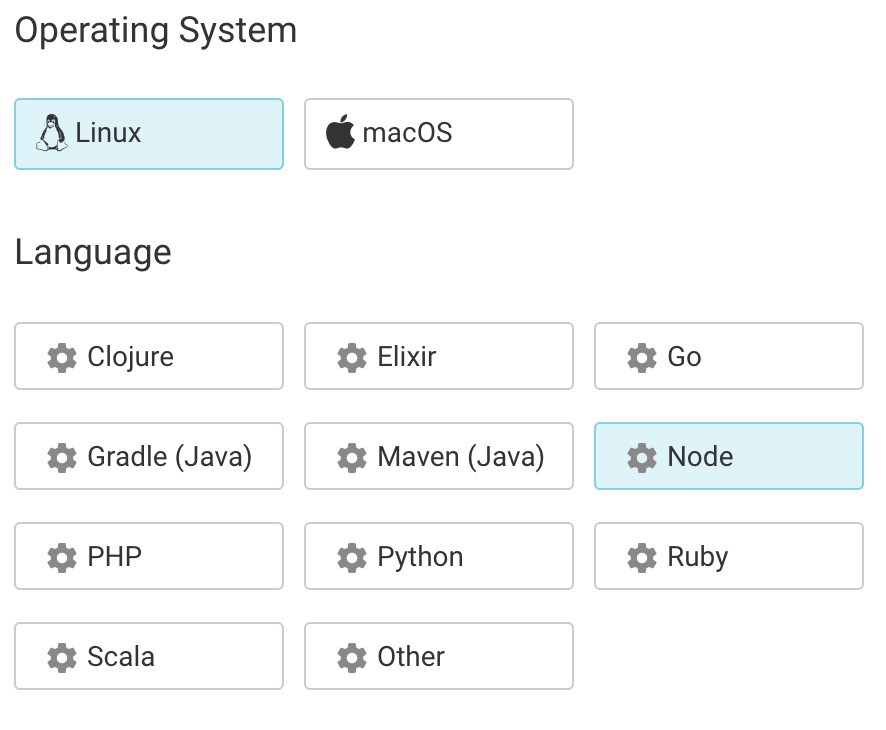 Operating System
Linux
macOS
Language
Clojure
Elixir
Go
Gradle (Java)
Maven (Java)
Node
PHP
Python
Ruby
Scala
Other